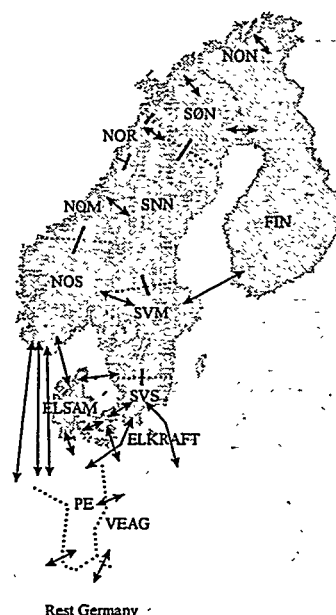 NON
SØN
NOR
NOM
SNN
FIN
NOS
SVM
SVS
ELSAM
ELKRAFT
PE
VEAG
Rest Germany